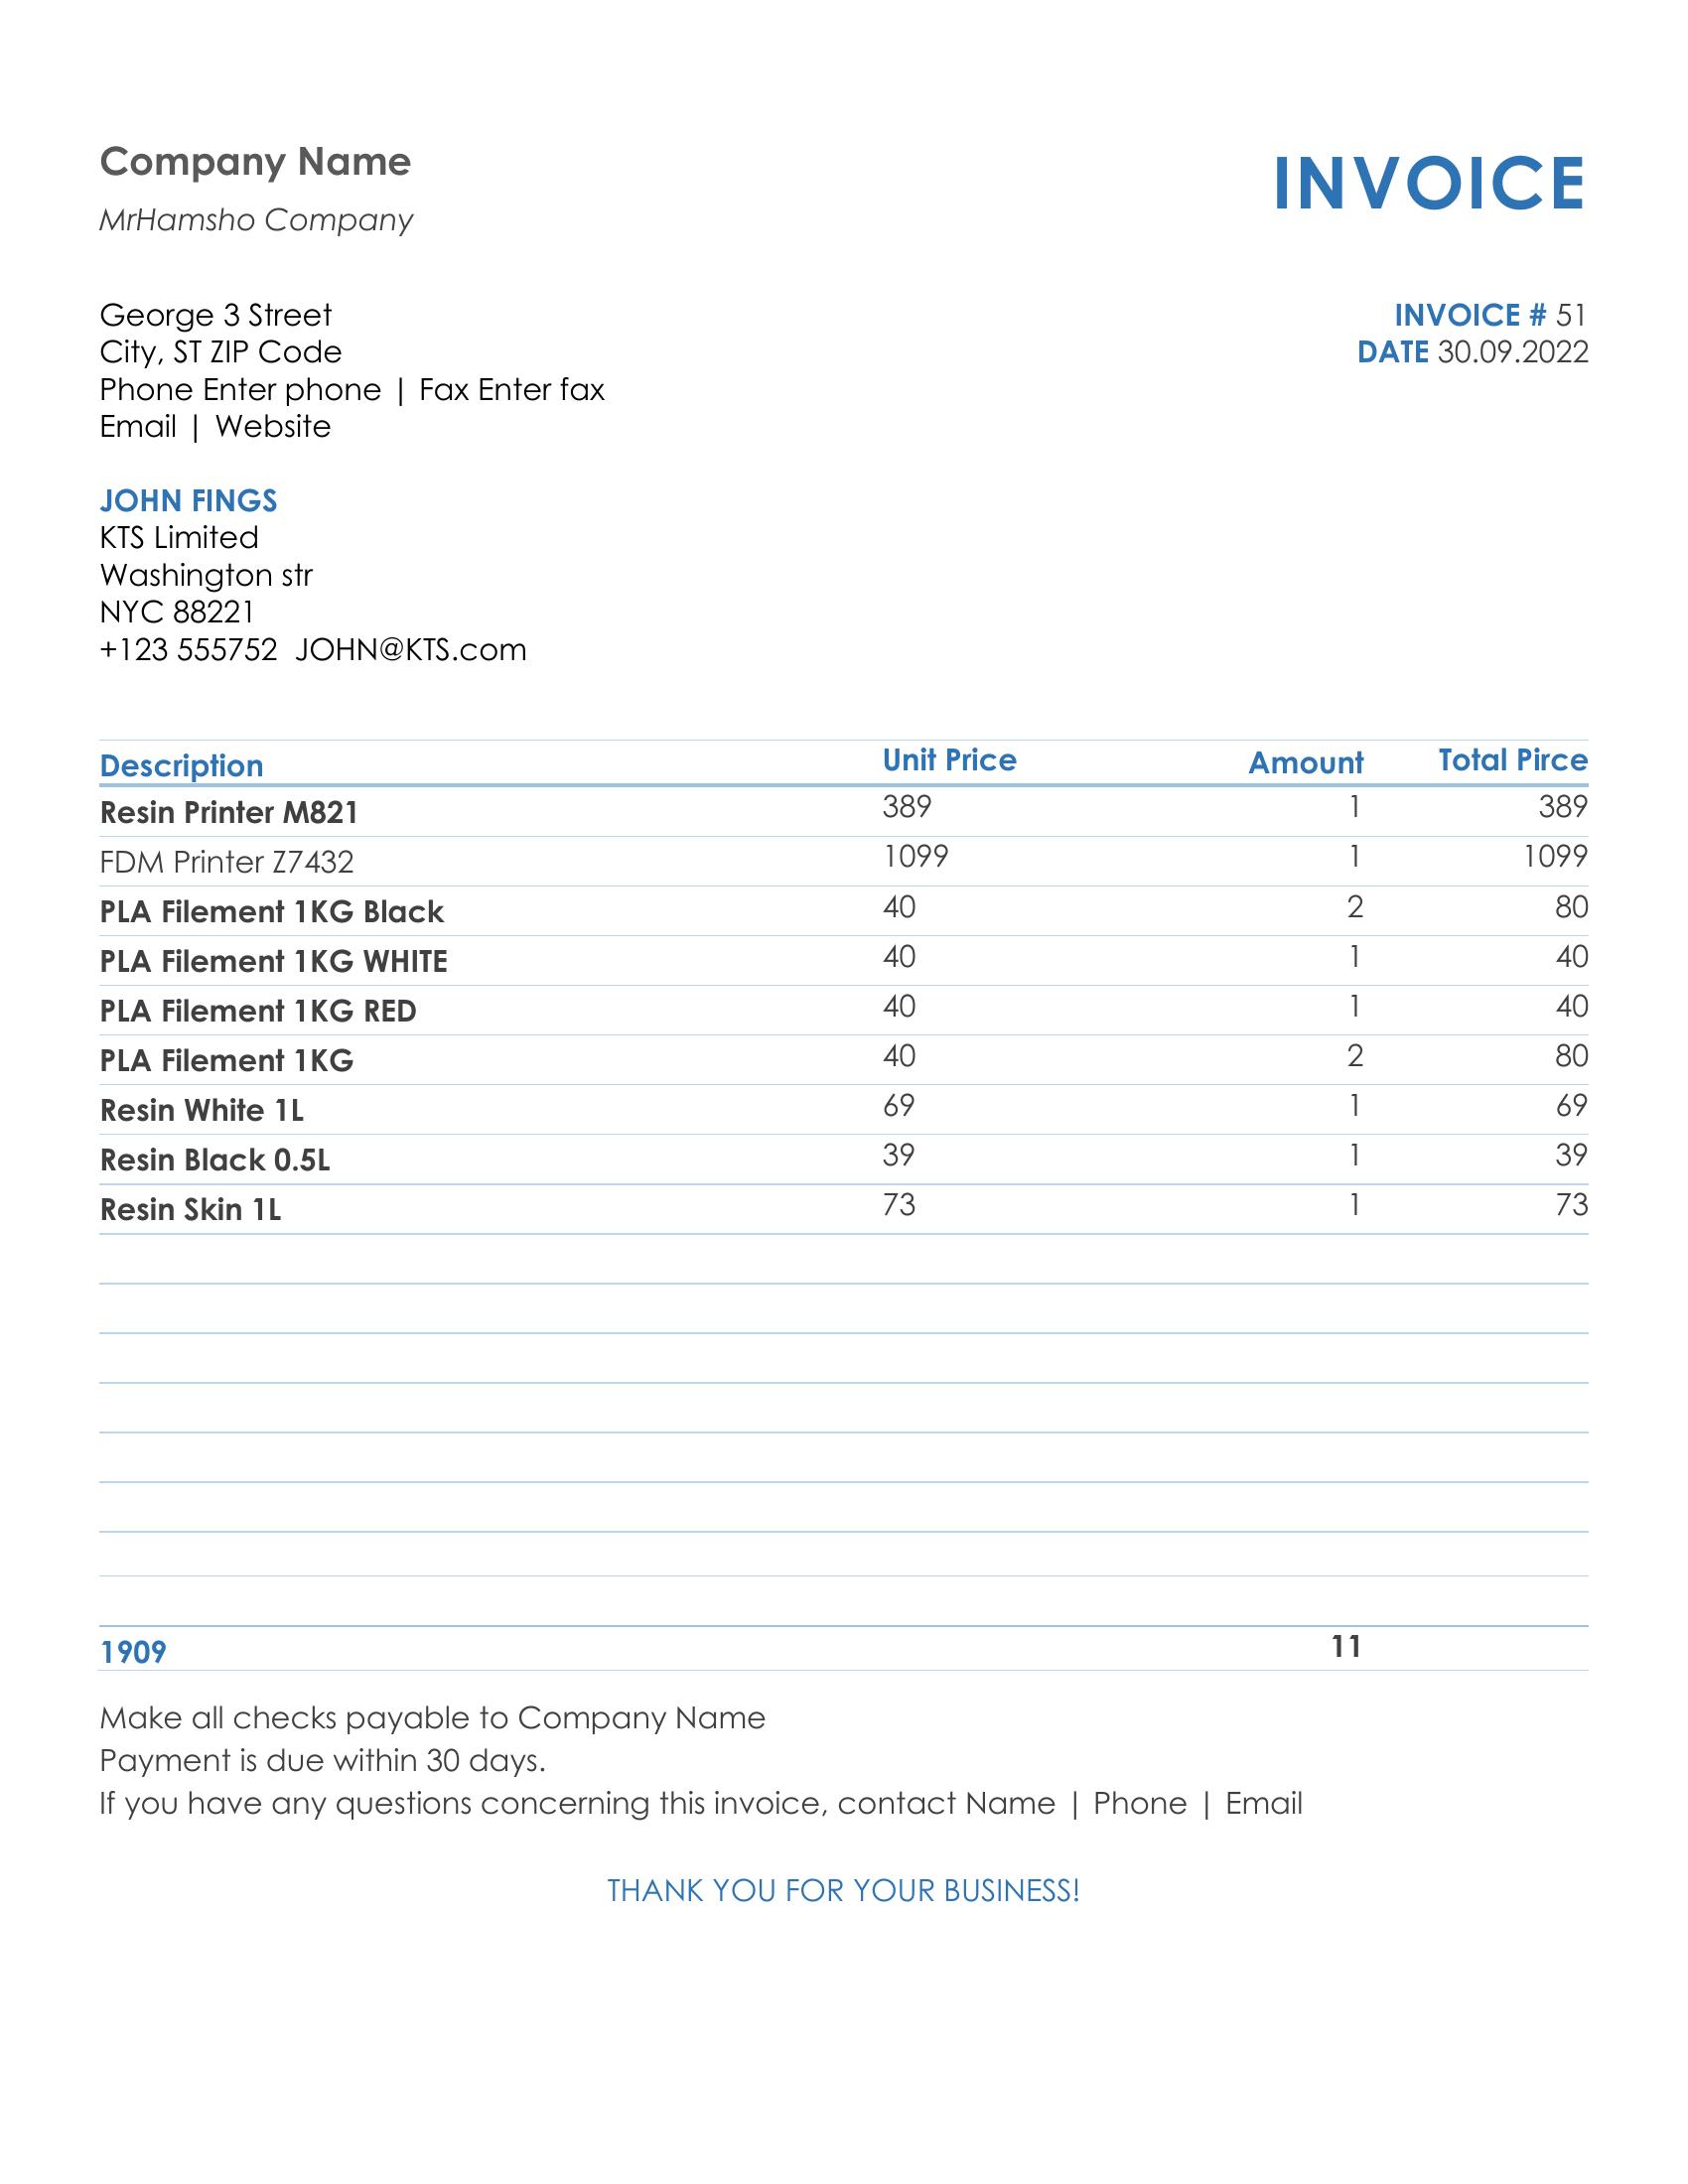 Company Name
INVOICE
MrHamsho Company
George 3 Street
City, ST ZIP Code
Phone Enter phone | Fax Enter fax
Email | Website
INVOICE # 51
DATE 30.09.2022
JOHN FINGS
KTS Limited
Washington str
NYC 88221
+123 555752  JOHN@KTS.com
Description Unit Price Amount Total Pirce
Resin Printer M821 389 1 389
FDM Printer Z7432 1099 1 1099
PLA Filement 1KG Black 40 2 80
PLA Filement 1KG WHITE 40 1 40
PLA Filement 1KG RED 40 1 40
PLA Filement 1KG 40 2 80
Resin White 1L 69 1 69
Resin Black 0.5L 39 1 39
Resin Skin 1L 73 1 73
1909 11
Make all checks payable to Company Name
Payment is due within 30 days.
If you have any questions concerning this invoice, contact Name | Phone | Email
THANK YOU FOR YOUR BUSINESS!